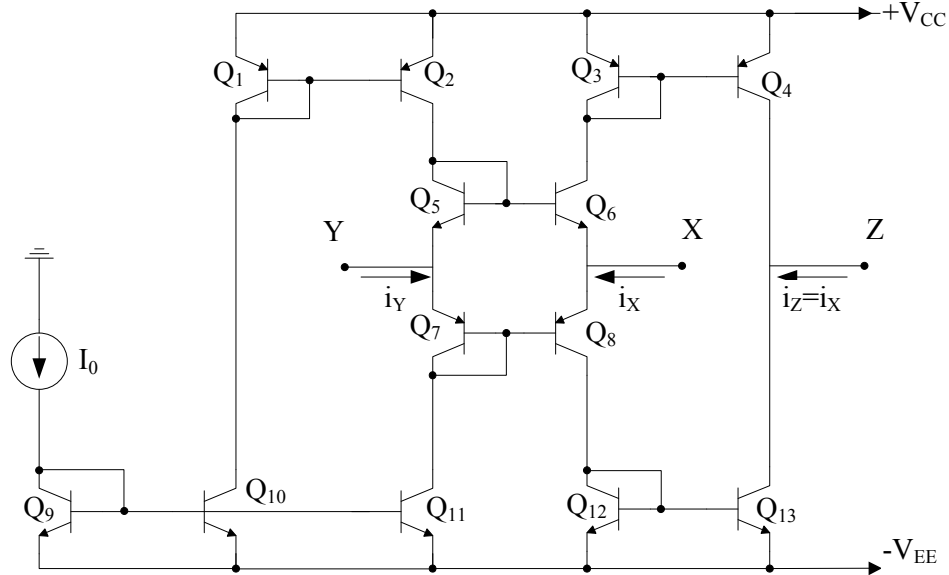 +V_CC
Q_1
Q_2
Q_3
Q_4
Q_5
Q_6
Y
X
Z
i_Y
i_X
i_Z=i_X
Q_7
Q_8
I_0
Q_9
Q_10
Q_11
Q_12
Q_13
-V_EE